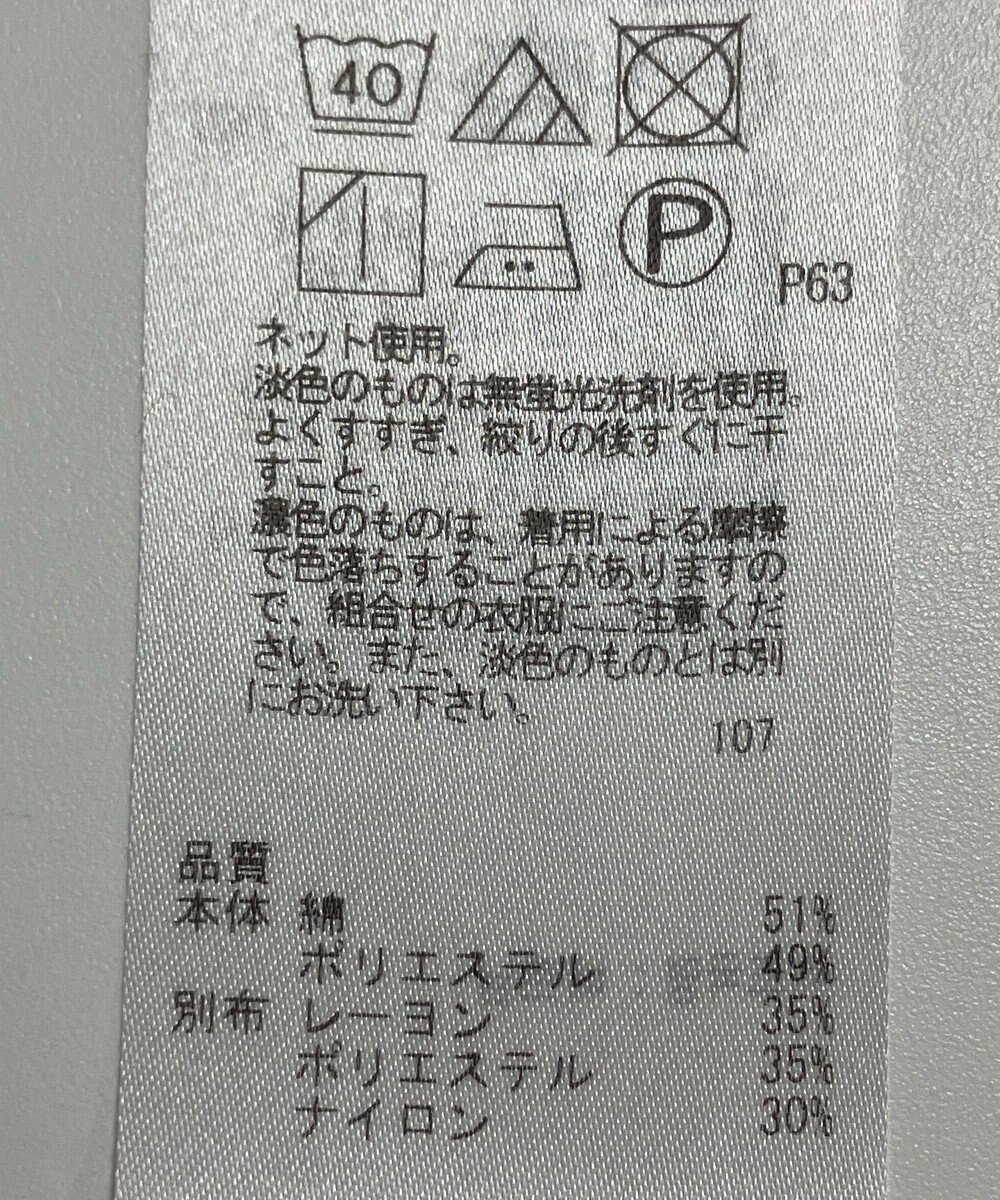 40
P
P63
ネット使用。
淡色のものは無蛍光洗剤を使用。
よくすすぎ、絞りの後すぐに干
すこと。
濃色のものは、着用による摩擦
で色落ちすることがありますの
で、組合せの衣服にご注意くだ
さい。また、淡色のものとは別
にお洗い下さい。
107
品質
本体 綿 51%
ポリエステル 49%
別布 レーヨン 35%
ポリエステル 35%
ナイロン 30%